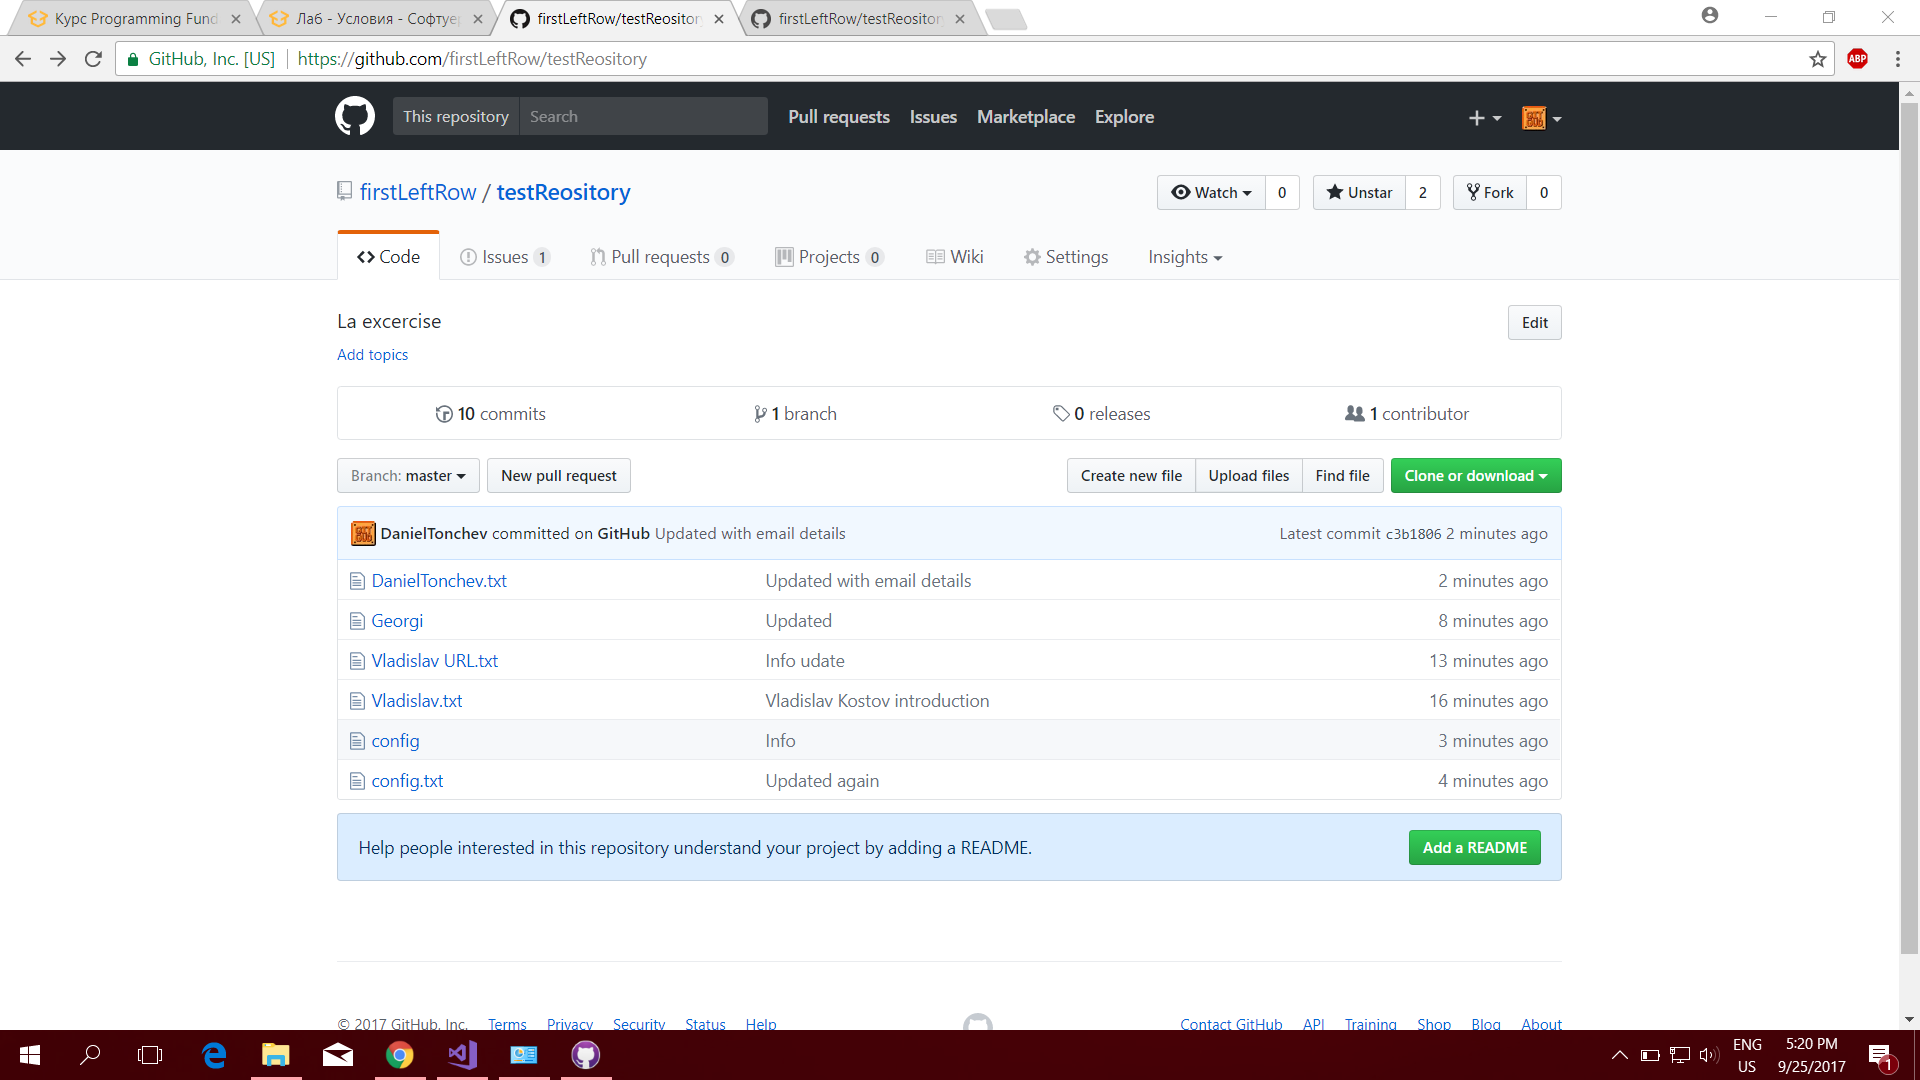 Курс Programming Fund
Лаб - Условия - Софтуе
firstLeftRow/testReositor
firstLeftRow/testReositor
GitHub, Inc. [US] https://github.com/firstLeftRow/testReository
ABP
This repository Search Pull requests Issues Marketplace Explore
firstLeftRow / testReository
Watch 0 Unstar 2 Fork 0
Code Issues 1 Pull requests 0 Projects 0 Wiki Settings Insights
La excercise
Edit
Add topics
10 commits 1 branch 0 releases 1 contributor
Branch: master New pull request Create new file Upload files Find file Clone or download
DanielTonchev committed on GitHub Updated with email details Latest commit c3b1806 2 minutes ago
DanielTonchev.txt Updated with email details 2 minutes ago
Georgi Updated 8 minutes ago
Vladislav URL.txt Info udate 13 minutes ago
Vladislav.txt Vladislav Kostov introduction 16 minutes ago
config Info 3 minutes ago
config.txt Updated again 4 minutes ago
Help people interested in this repository understand your project by adding a README. Add a README
© 2017 GitHub, Inc. Terms Privacy Security Status Help Contact GitHub API Training Shop Blog About
ENG 5:20 PM
US 9/25/2017
1